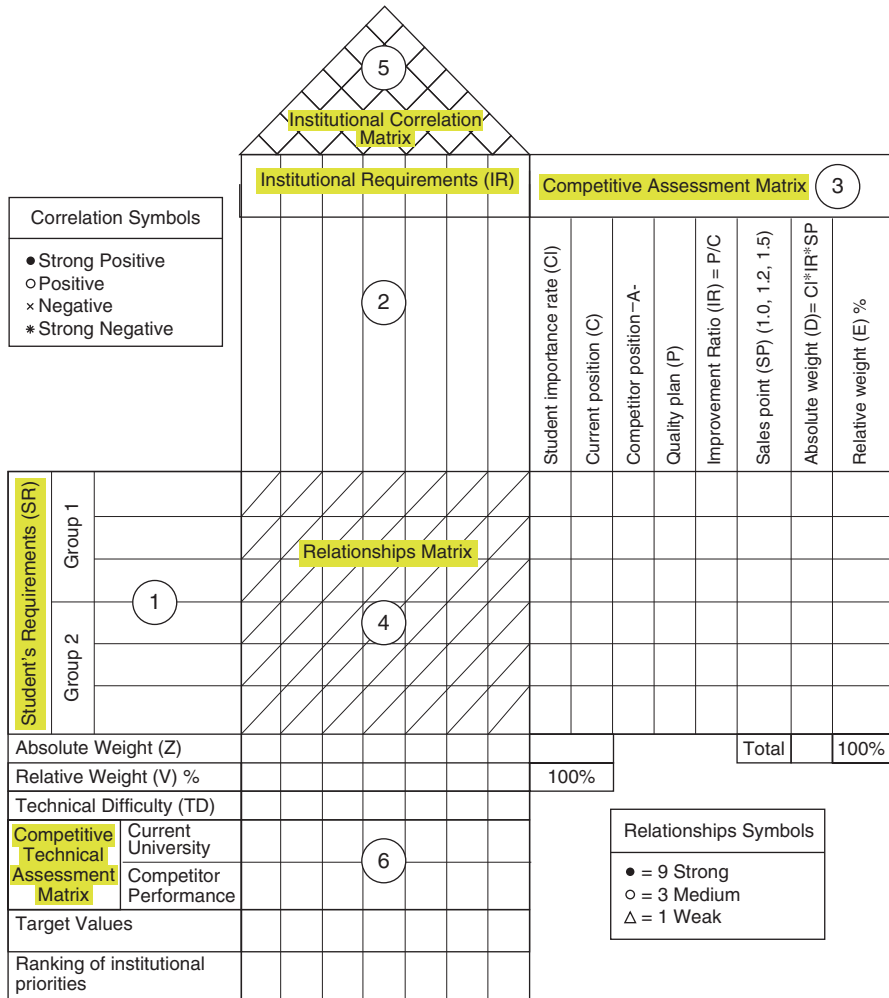 5
Institutional Correlation
Matrix
Institutional Requirements (IR)
Competitive Assessment Matrix
3
Correlation Symbols
● Strong Positive
○ Positive
× Negative
✳ Strong Negative
2
Student importance rate (CI)
Current position (C)
Competitor position–A-
Quality plan (P)
Improvement Ratio (IR) = P/C
Sales point (SP) (1.0, 1.2, 1.5)
Absolute weight (D)= CI*IR*SP
Relative weight (E) %
Student's Requirements (SR)
Group 1
Group 2
1
Relationships Matrix
4
Absolute Weight (Z)
Total
100%
Relative Weight (V) %
100%
Technical Difficulty (TD)
Competitive
Technical
Assessment
Matrix
Current
University
Competitor
Performance
6
Target Values
Ranking of institutional
priorities
Relationships Symbols
● = 9 Strong
○ = 3 Medium
△ = 1 Weak